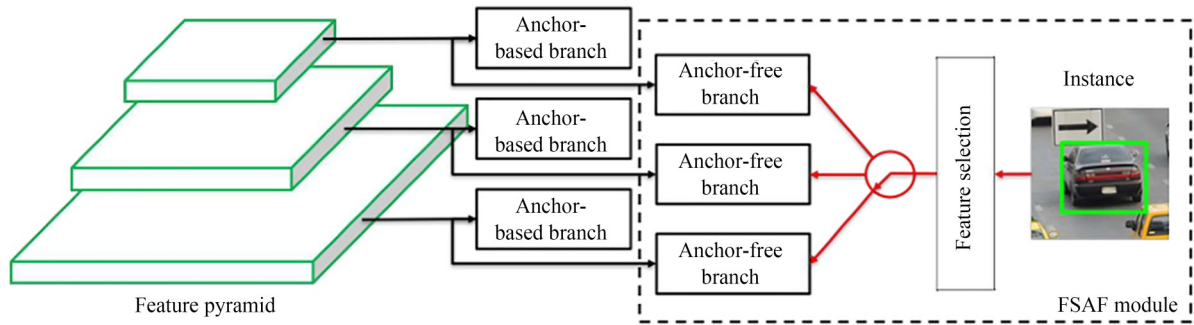 Anchor-
based branch
Anchor-free
branch
Anchor-
based branch
Anchor-free
branch
Anchor-
based branch
Anchor-free
branch
Feature selection
Instance
Feature pyramid
FSAF module